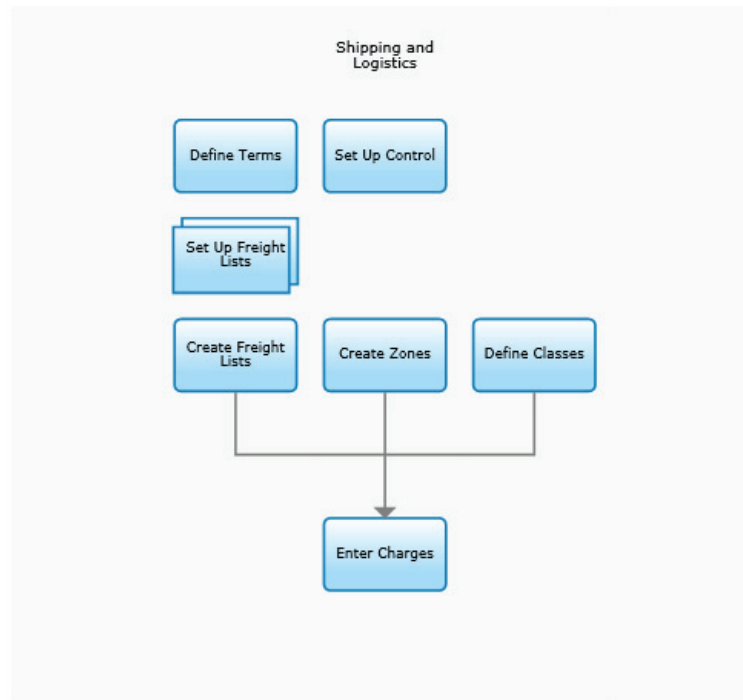 Shipping and
Logistics
Define Terms
Set Up Control
Set Up Freight
Lists
Create Freight
Lists
Create Zones
Define Classes
Enter Charges